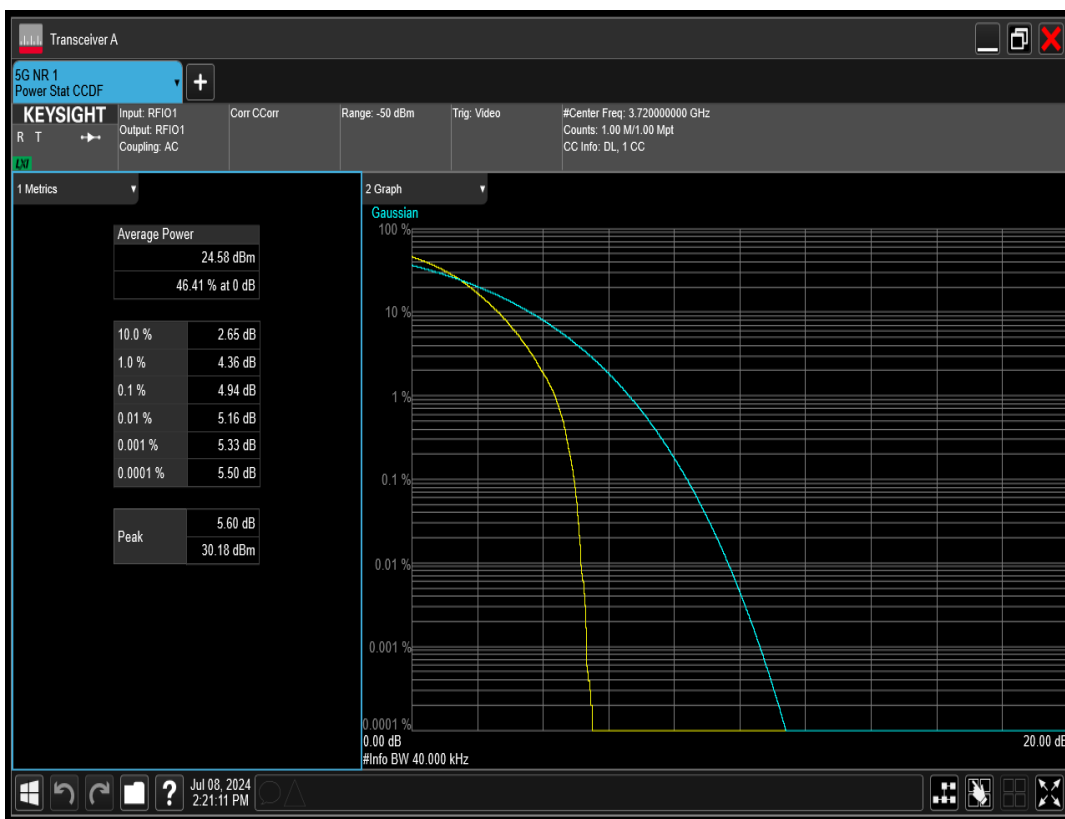 Transceiver A
5G NR 1
Power Stat CCDF
+
KEYSIGHT
R T
LXI
Input: RFIO1
Output: RFIO1
Coupling: AC
Corr CCorr
Range: -50 dBm
Trig: Video
#Center Freq: 3.720000000 GHz
Counts: 1.00 M/1.00 Mpt
CC Info: DL, 1 CC
1 Metrics
Average Power
24.58 dBm
46.41 % at 0 dB
10.0 % 2.65 dB
1.0 % 4.36 dB
0.1 % 4.94 dB
0.01 % 5.16 dB
0.001 % 5.33 dB
0.0001 % 5.50 dB
Peak
5.60 dB
30.18 dBm
2 Graph
Gaussian
100 %
10 %
1 %
0.1 %
0.01 %
0.001 %
0.0001 %
0.00 dB 20.00 dB
#Info BW 40.000 kHz
?
Jul 08, 2024
2:21:11 PM